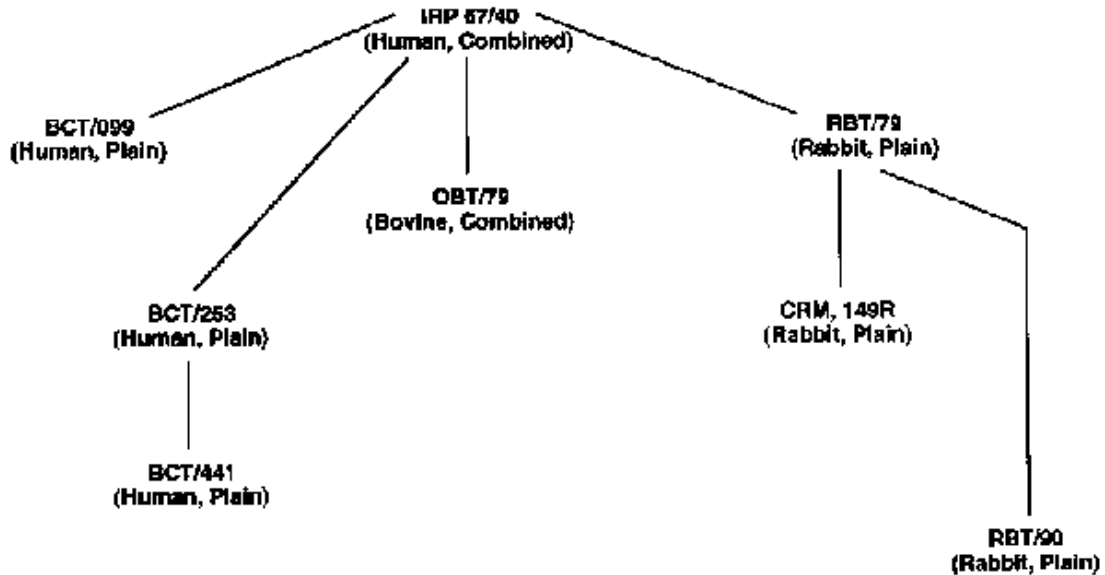 IRP 67/40
(Human, Combined)
BCT/099
(Human, Plain)
RBT/79
(Rabbit, Plain)
OBT/79
(Bovine, Combined)
BCT/253
(Human, Plain)
CRM, 149R
(Rabbit, Plain)
BCT/441
(Human, Plain)
RBT/90
(Rabbit, Plain)